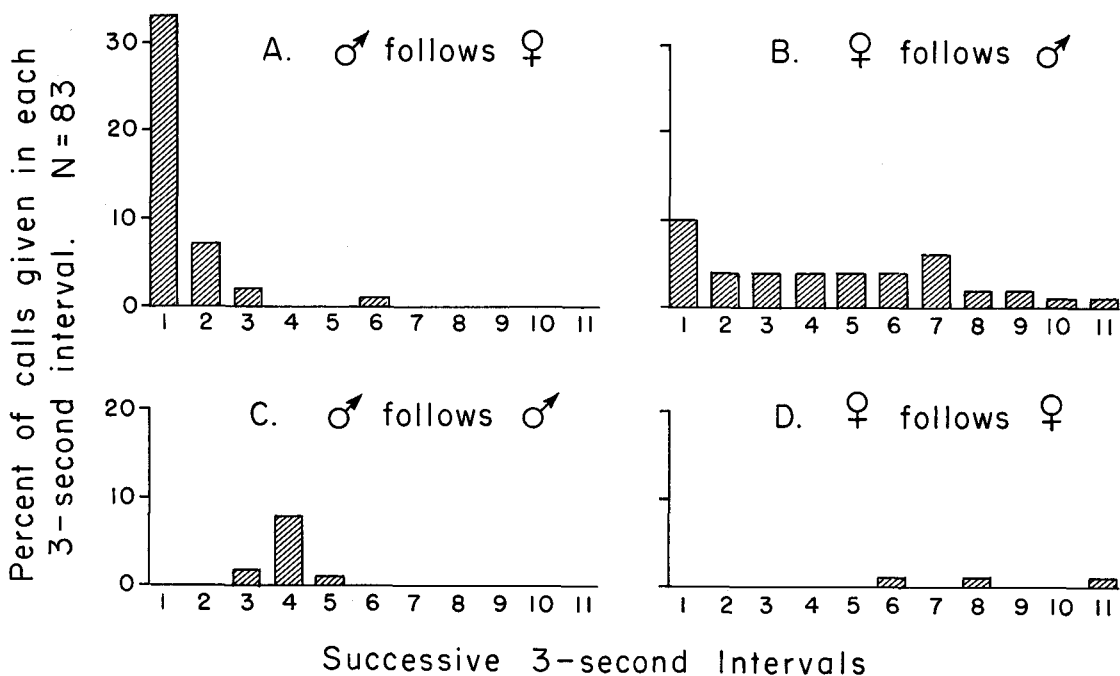 Percent of calls given in each
3-second interval. N = 83
A. ♂ follows ♀
30
20
10
0
1 2 3 4 5 6 7 8 9 10 11
B. ♀ follows ♂
1 2 3 4 5 6 7 8 9 10 11
C. ♂ follows ♂
20
10
0
1 2 3 4 5 6 7 8 9 10 11
D. ♀ follows ♀
1 2 3 4 5 6 7 8 9 10 11
Successive 3-second Intervals